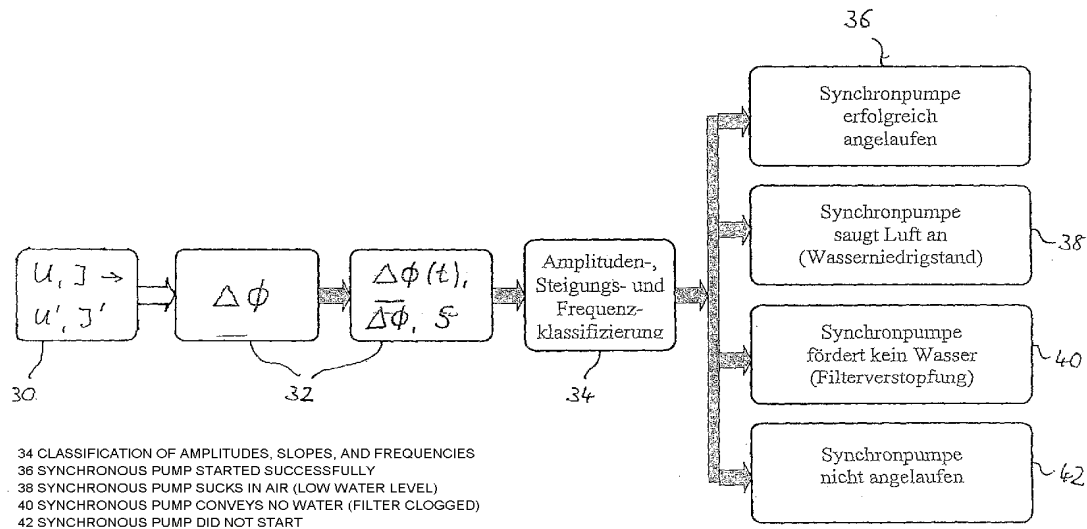 36
Synchronpumpe
erfolgreich
angelaufen
Synchronpumpe
saugt Luft an
(Wasserniedrigstand)
38
U, J →
U', J'
Δϕ
Δϕ(t),
Δϕ̅, S
Amplituden-,
Steigungs- und
Frequenz-
klassifizierung
Synchronpumpe
fördert kein Wasser
(Filterverstopfung)
40
30.
32
34
Synchronpumpe
nicht angelaufen
42
34 CLASSIFICATION OF AMPLITUDES, SLOPES, AND FREQUENCIES
36 SYNCHRONOUS PUMP STARTED SUCCESSFULLY
38 SYNCHRONOUS PUMP SUCKS IN AIR (LOW WATER LEVEL)
40 SYNCHRONOUS PUMP CONVEYS NO WATER (FILTER CLOGGED)
42 SYNCHRONOUS PUMP DID NOT START